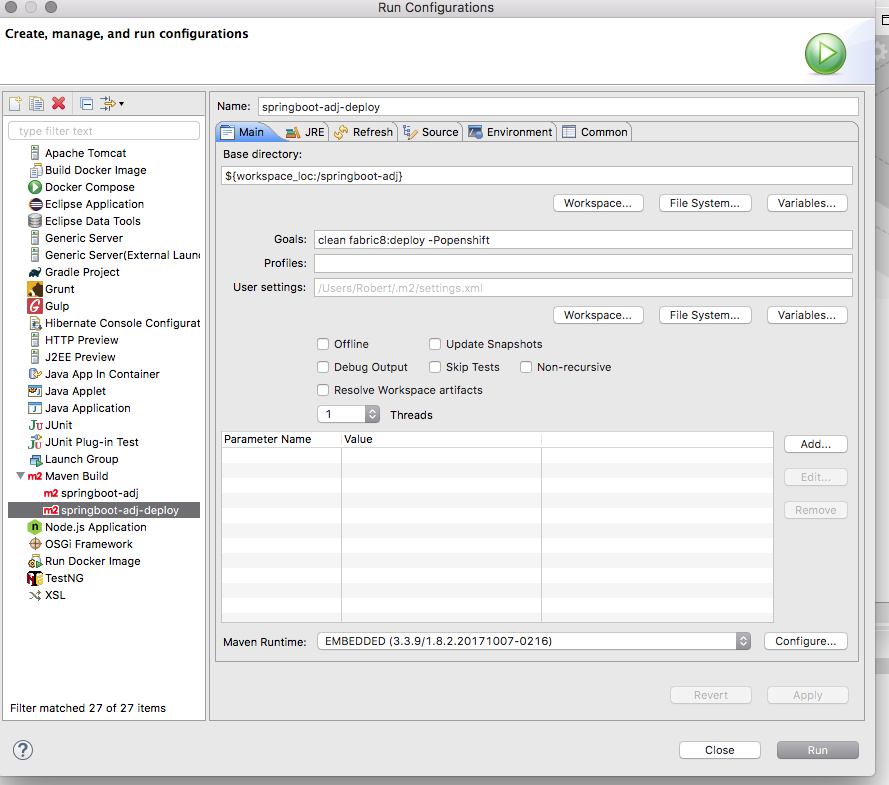 Run Configurations
Create, manage, and run configurations
type filter text
Apache Tomcat
Build Docker Image
Docker Compose
Eclipse Application
Eclipse Data Tools
Generic Server
Generic Server(External Laun
Gradle Project
Grunt
Gulp
Hibernate Console Configurat
HTTP Preview
J2EE Preview
Java App In Container
Java Applet
Java Application
Ju JUnit
JUnit Plug-in Test
Launch Group
m2 Maven Build
m2 springboot-adj
m2 springboot-adj-deploy
n Node.js Application
OSGi Framework
Run Docker Image
TestNG
XSL
Filter matched 27 of 27 items
Name: springboot-adj-deploy
Main JRE Refresh Source Environment Common
Base directory:
${workspace_loc:/springboot-adj}
Workspace... File System... Variables...
Goals: clean fabric8:deploy -Popenshift
Profiles:
User settings: /Users/Robert/.m2/settings.xml
Workspace... File System... Variables...
Offline Update Snapshots
Debug Output Skip Tests Non-recursive
Resolve Workspace artifacts
1 Threads
Parameter Name Value
Add...
Edit...
Remove
Maven Runtime: EMBEDDED (3.3.9/1.8.2.20171007-0216) Configure...
Revert Apply
? Close Run